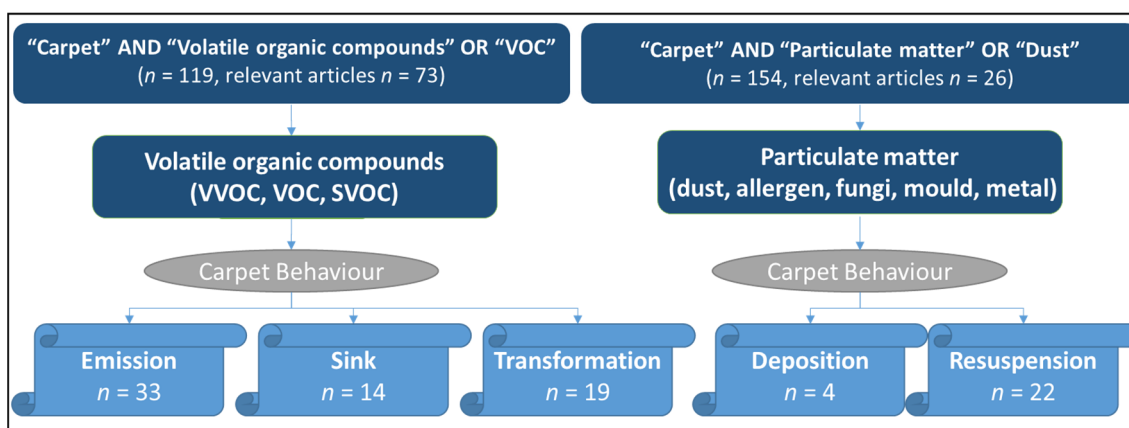 “Carpet” AND “Volatile organic compounds” OR “VOC”
(n = 119, relevant articles n = 73)
“Carpet” AND “Particulate matter” OR “Dust”
(n = 154, relevant articles n = 26)
Volatile organic compounds
(VVOC, VOC, SVOC)
Particulate matter
(dust, allergen, fungi, mould, metal)
Carpet Behaviour
Carpet Behaviour
Emission
n = 33
Sink
n = 14
Transformation
n = 19
Deposition
n = 4
Resuspension
n = 22